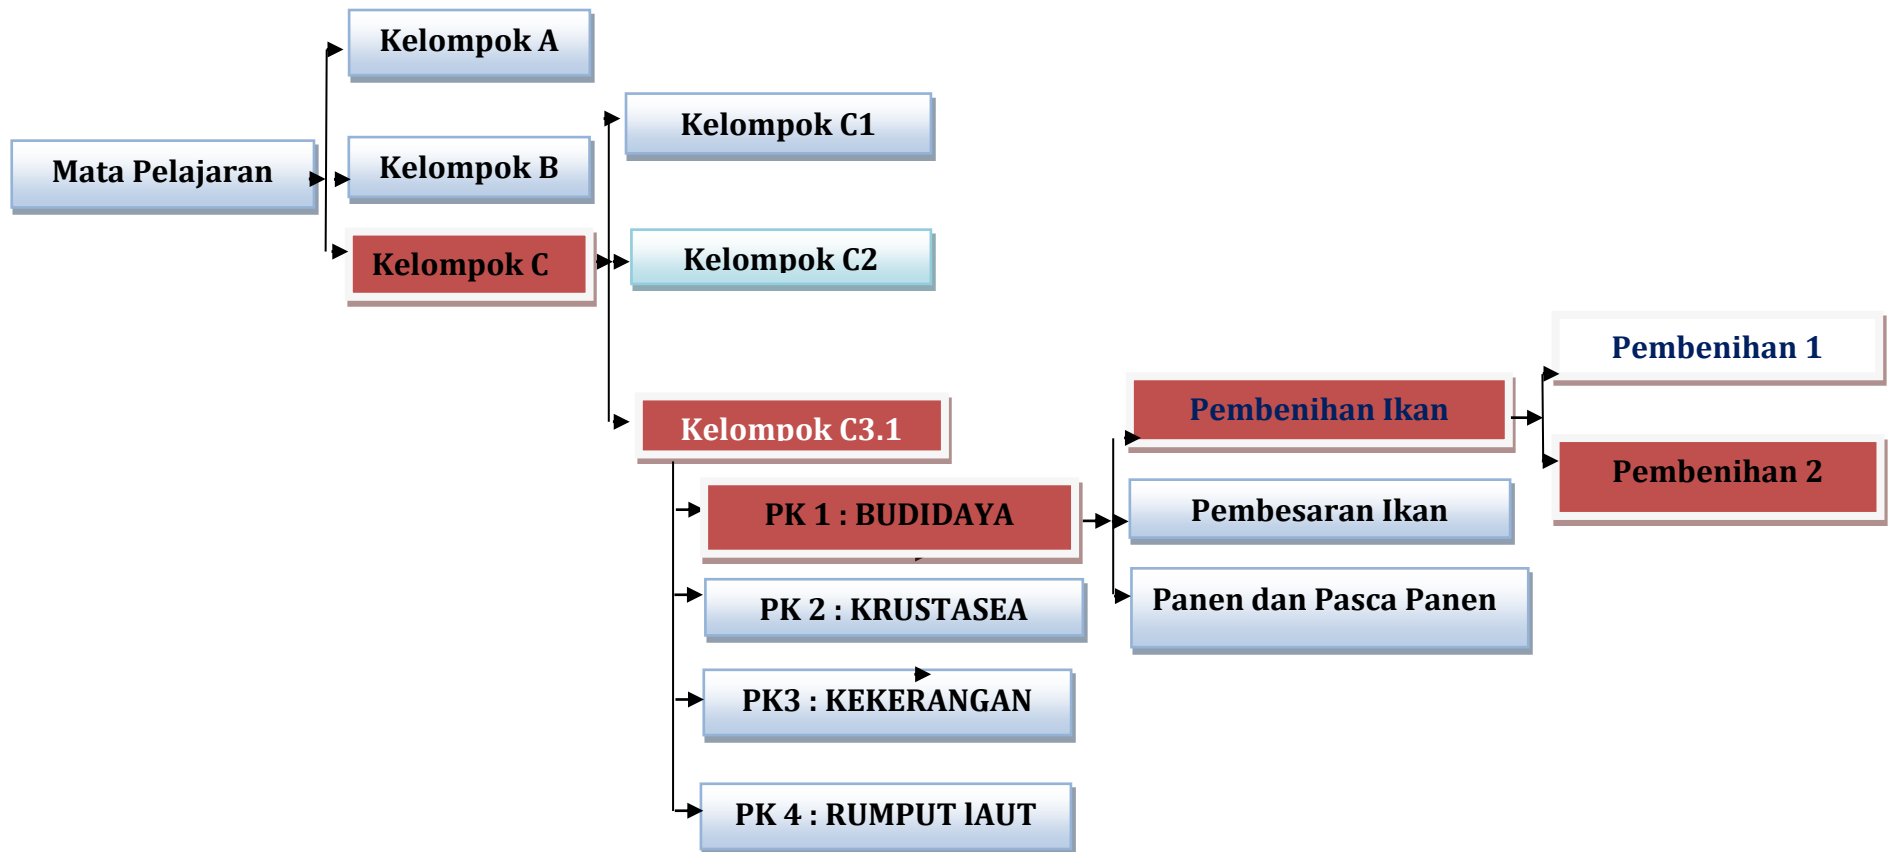 Mata Pelajaran
Kelompok A
Kelompok B
Kelompok C
Kelompok C1
Kelompok C2
Kelompok C3.1
PK 1 : BUDIDAYA
PK 2 : KRUSTASEA
PK3 : KEKERANGAN
PK 4 : RUMPUT lAUT
Pembenihan Ikan
Pembesaran Ikan
Panen dan Pasca Panen
Pembenihan 1
Pembenihan 2